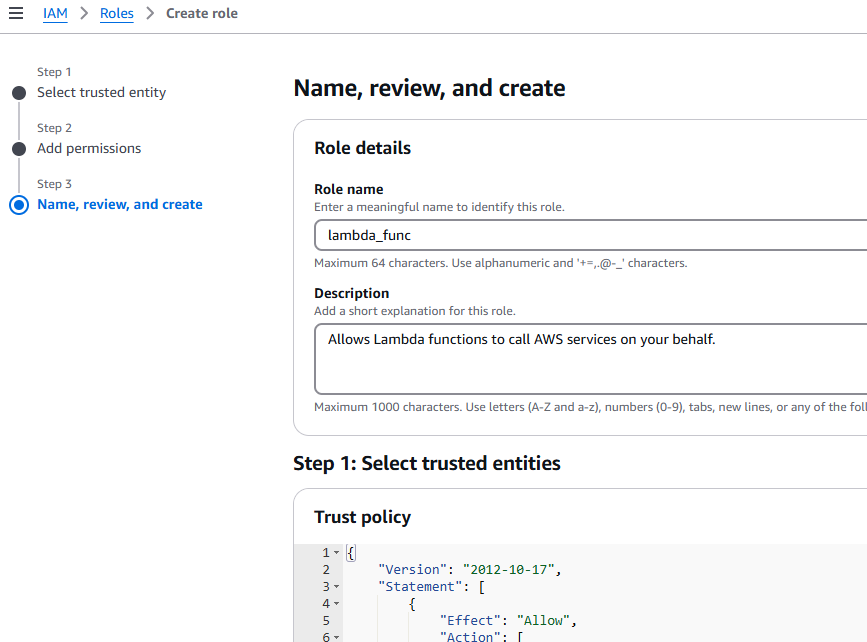 IAM > Roles > Create role
Step 1
Select trusted entity
Step 2
Add permissions
Step 3
Name, review, and create
Name, review, and create
Role details
Role name
Enter a meaningful name to identify this role.
lambda_func
Maximum 64 characters. Use alphanumeric and '+=,.@-_' characters.
Description
Add a short explanation for this role.
Allows Lambda functions to call AWS services on your behalf.
Maximum 1000 characters. Use letters (A-Z and a-z), numbers (0-9), tabs, new lines, or any of the foll
Step 1: Select trusted entities
Trust policy
1 {
2 "Version": "2012-10-17",
3 "Statement": [
4 {
5 "Effect": "Allow",
6 "Action": [